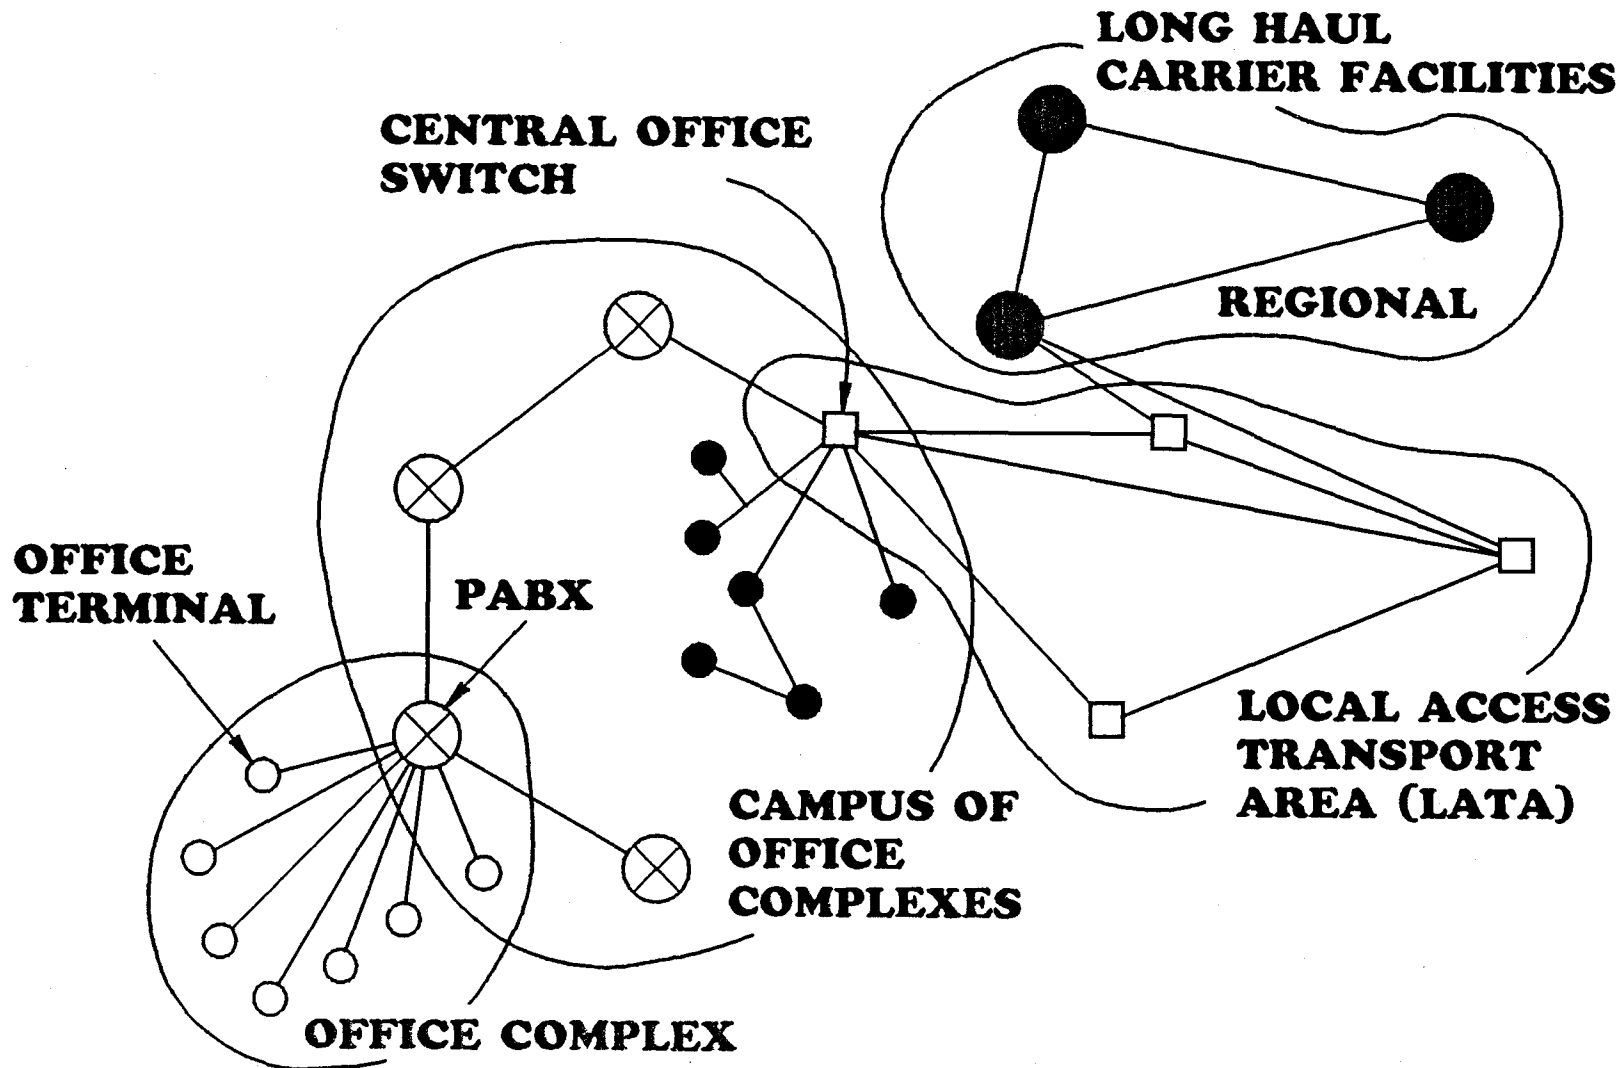 LONG HAUL
CARRIER FACILITIES
CENTRAL OFFICE
SWITCH
REGIONAL
OFFICE
TERMINAL
PABX
LOCAL ACCESS
TRANSPORT
AREA (LATA)
CAMPUS OF
OFFICE
COMPLEXES
OFFICE COMPLEX